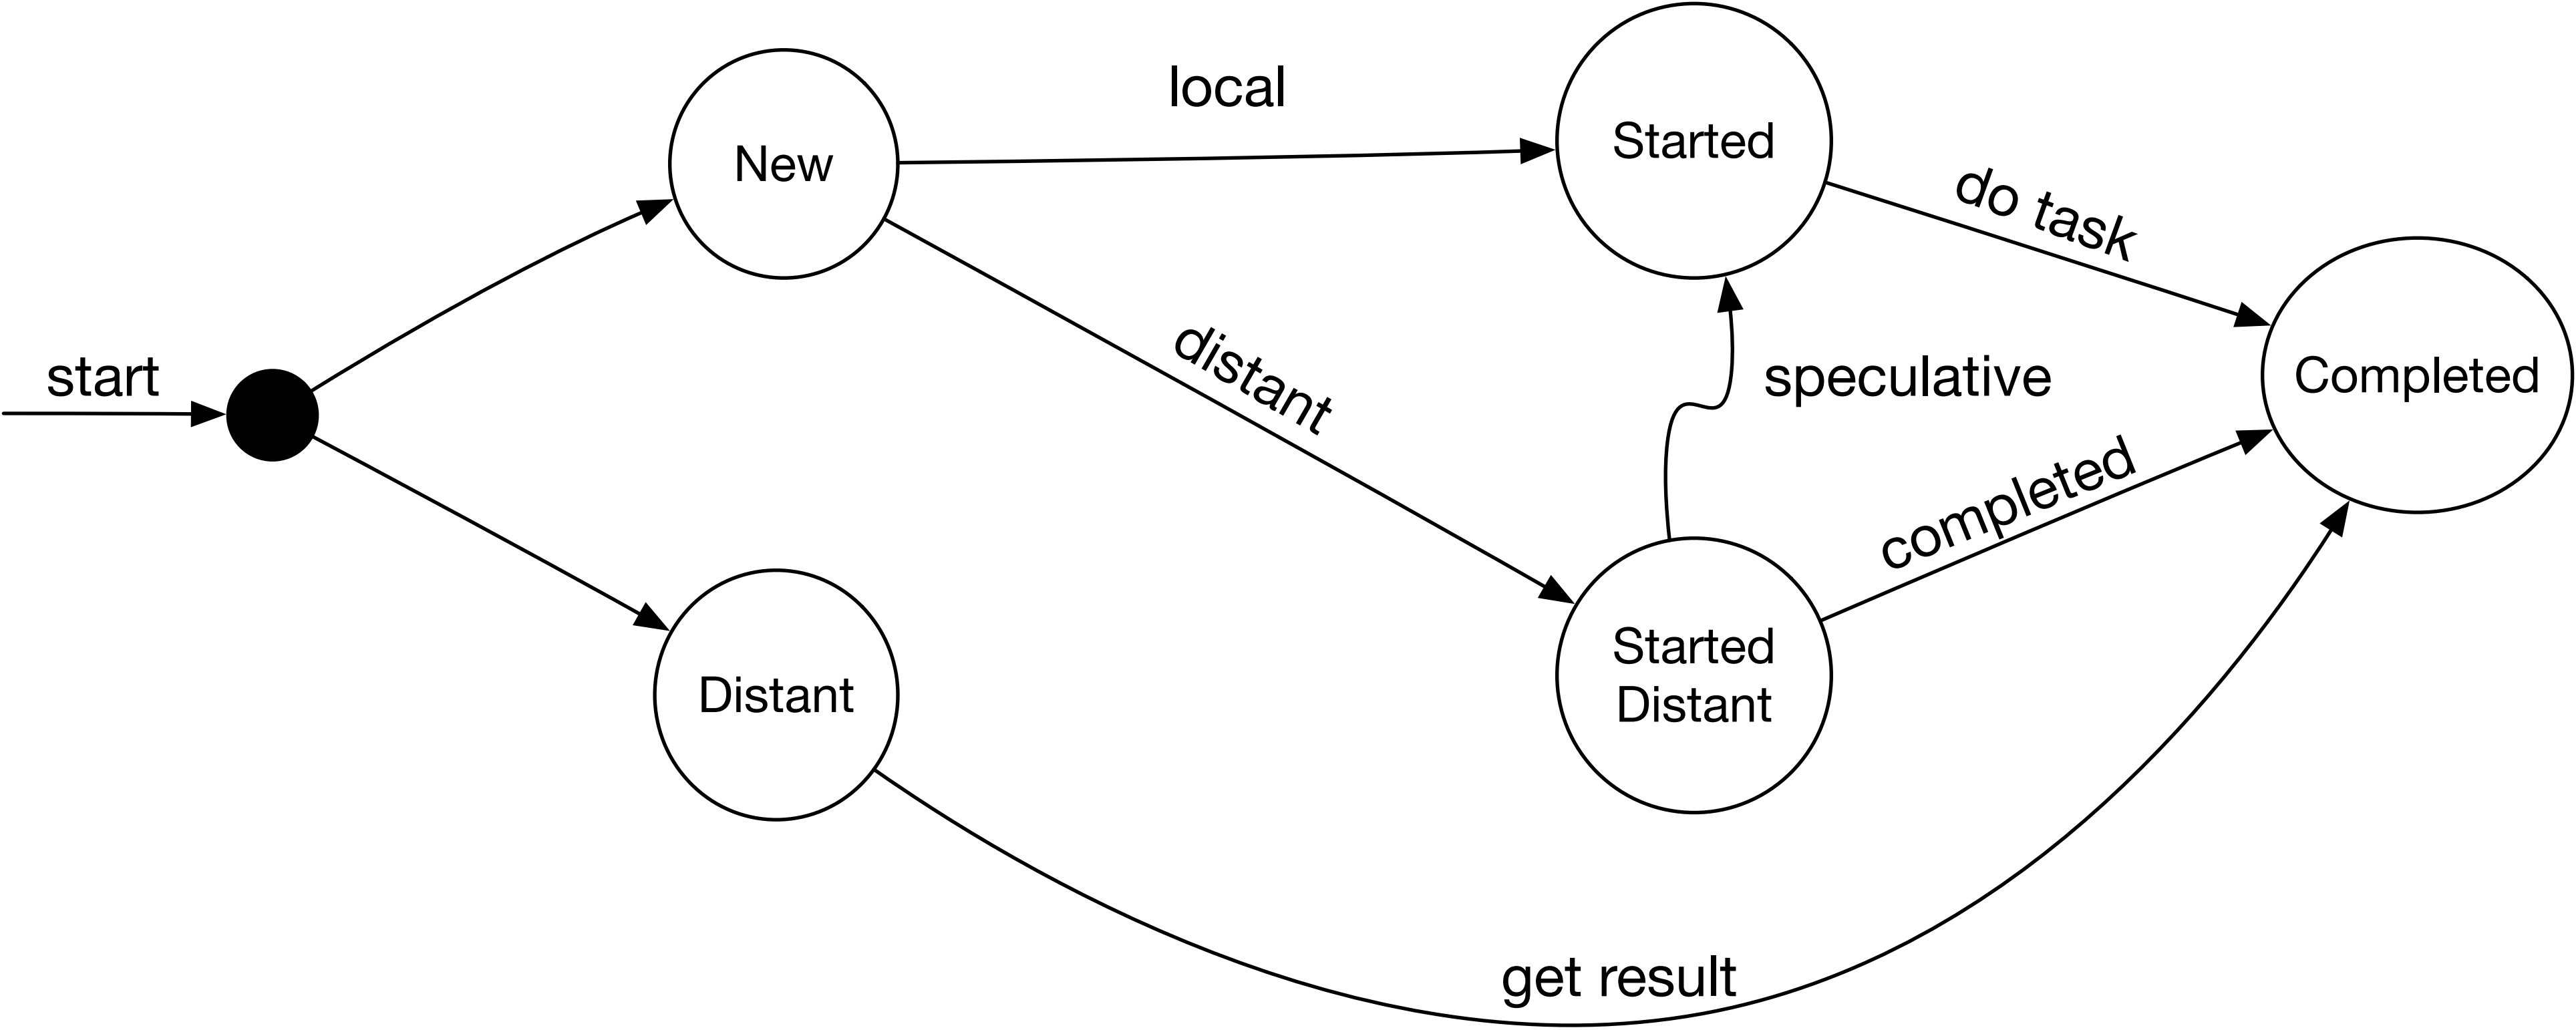 start
New
local
Started
do task
distant
speculative
Completed
completed
Distant
Started
Distant
get result